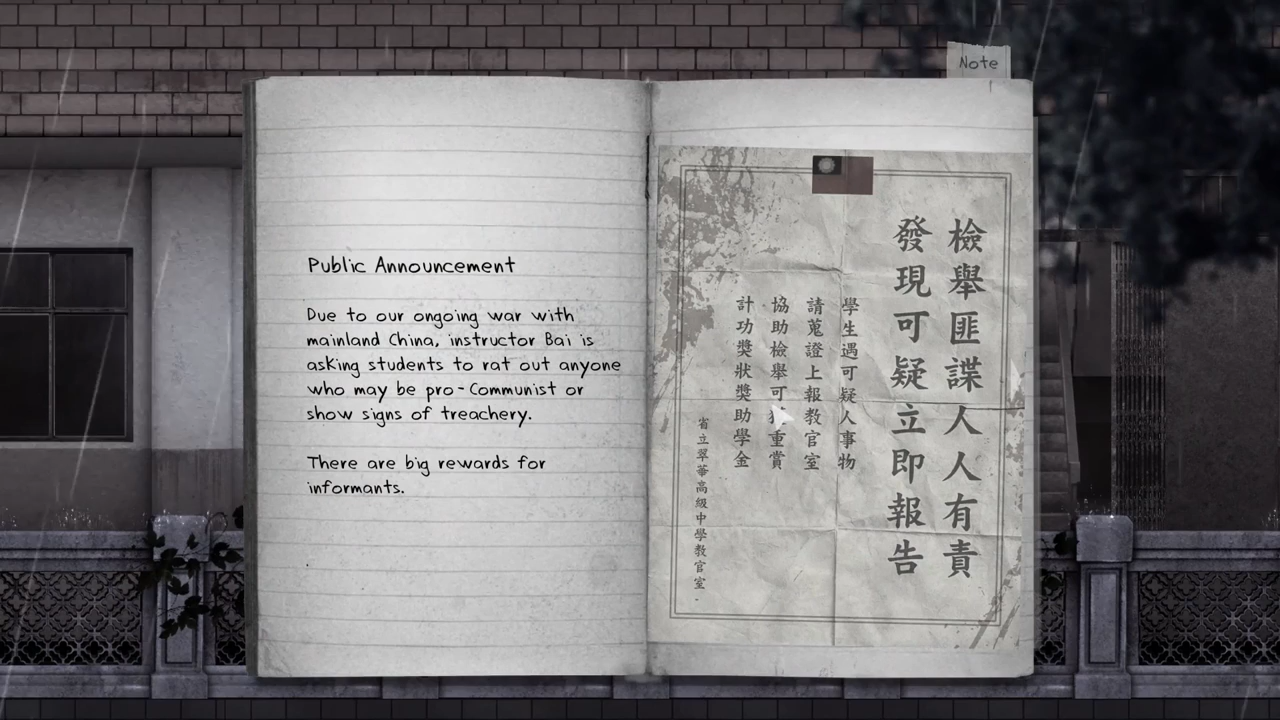 Note
Public Announcement
Due to our ongoing war with
mainland China, instructor Bai is
asking students to rat out anyone
who may be pro-Communist or
show signs of treachery.
There are big rewards for
informants.
檢舉匪諜人人有責
發現可疑立即報告
學生遇可疑人事物
請蒐證上報教官室
協助檢舉可重賞
計功獎狀獎助學金
省立翠華高級中學教官室